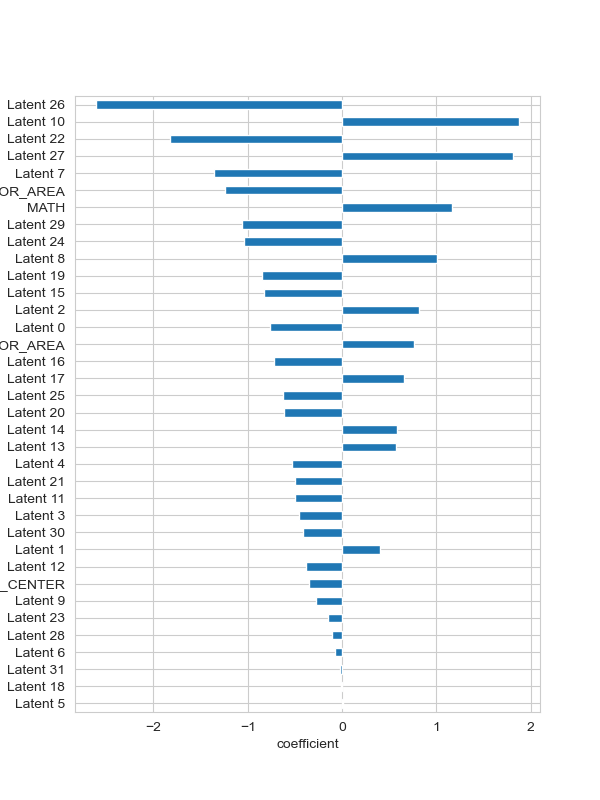 Latent 26
Latent 10
Latent 22
Latent 27
Latent 7
OR_AREA
MATH
Latent 29
Latent 24
Latent 8
Latent 19
Latent 15
Latent 2
Latent 0
OR_AREA
Latent 16
Latent 17
Latent 25
Latent 20
Latent 14
Latent 13
Latent 4
Latent 21
Latent 11
Latent 3
Latent 30
Latent 1
Latent 12
_CENTER
Latent 9
Latent 23
Latent 28
Latent 6
Latent 31
Latent 18
Latent 5
−2 −1 0 1 2
coefficient